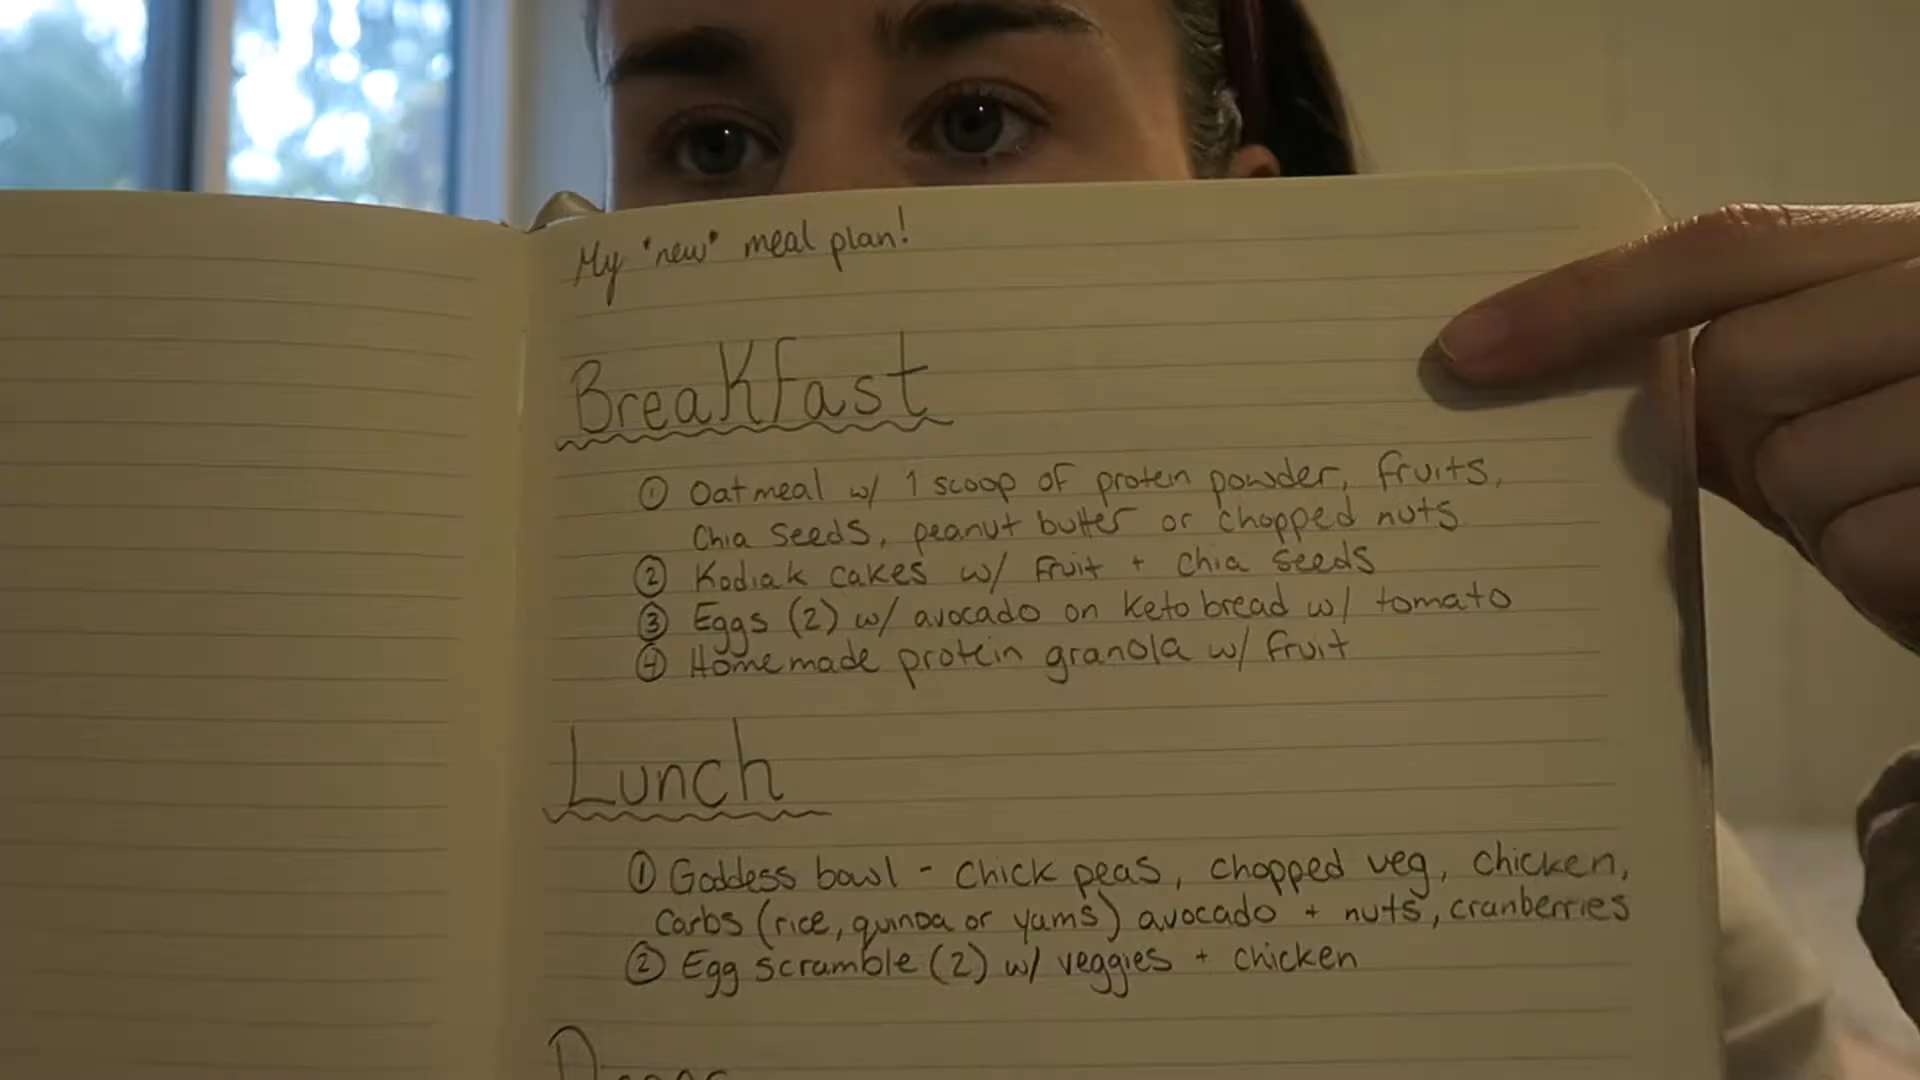 My "new" meal plan!
Breakfast
① Oatmeal w/ 1 scoop of protein powder, fruits,
Chia seeds, peanut butter or chopped nuts
② Kodiak cakes w/ fruit + chia seeds
③ Eggs (2) w/ avocado on keto bread w/ tomato
④ Homemade protein granola w/ fruit
Lunch
① Goddess bowl - chick peas, chopped veg, chicken,
carbs (rice, quinoa or yams) avocado + nuts, cranberries
② Egg scramble (2) w/ veggies + chicken